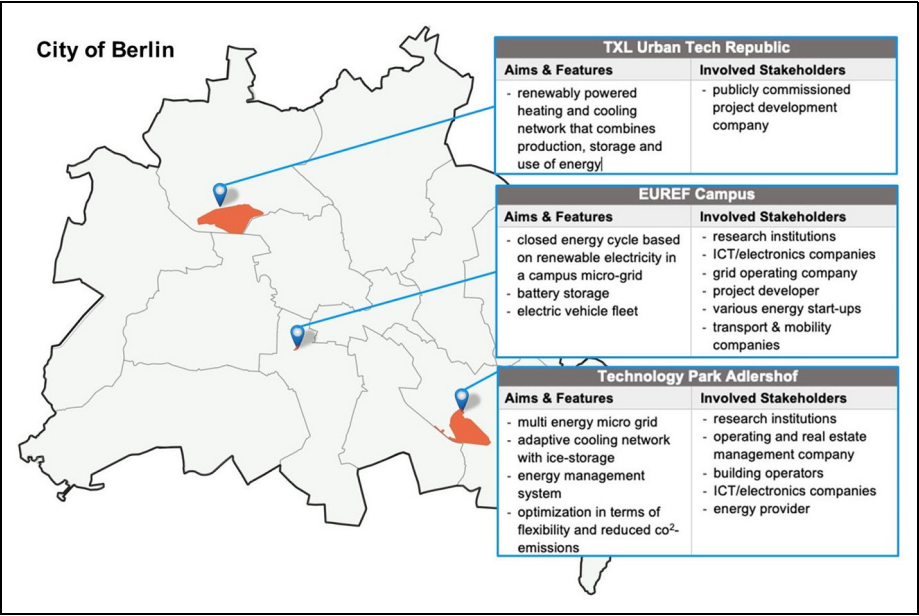 City of Berlin
TXL Urban Tech Republic
Aims & Features
- renewably powered
heating and cooling
network that combines
production, storage and
use of energy
Involved Stakeholders
- publicly commissioned
project development
company
EUREF Campus
Aims & Features
- closed energy cycle based
on renewable electricity in
a campus micro-grid
- battery storage
- electric vehicle fleet
Involved Stakeholders
- research institutions
- ICT/electronics companies
- grid operating company
- project developer
- various energy start-ups
- transport & mobility
companies
Technology Park Adlershof
Aims & Features
- multi energy micro grid
- adaptive cooling network
with ice-storage
- energy management
system
- optimization in terms of
flexibility and reduced co²-
emissions
Involved Stakeholders
- research institutions
- operating and real estate
management company
- building operators
- ICT/electronics companies
- energy provider